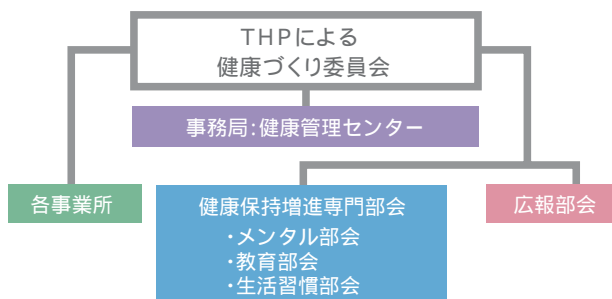 THPによる
健康づくり委員会
事務局:健康管理センター
各事業所
健康保持増進専門部会
・メンタル部会
・教育部会
・生活習慣部会
広報部会